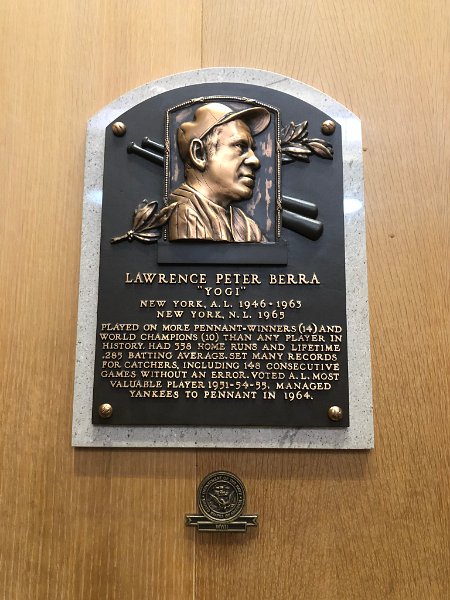 LAWRENCE PETER BERRA
"YOGI"
NEW YORK, A.L. 1946-1963
NEW YORK, N.L. 1965
PLAYED ON MORE PENNANT-WINNERS (14) AND
WORLD CHAMPIONS (10) THAN ANY PLAYER IN
HISTORY. HAD 358 HOME RUNS AND LIFETIME
.285 BATTING AVERAGE. SET MANY RECORDS
FOR CATCHERS, INCLUDING 148 CONSECUTIVE
GAMES WITHOUT AN ERROR. VOTED A.L. MOST
VALUABLE PLAYER 1951-54-55. MANAGED
YANKEES TO PENNANT IN 1964.
WWII